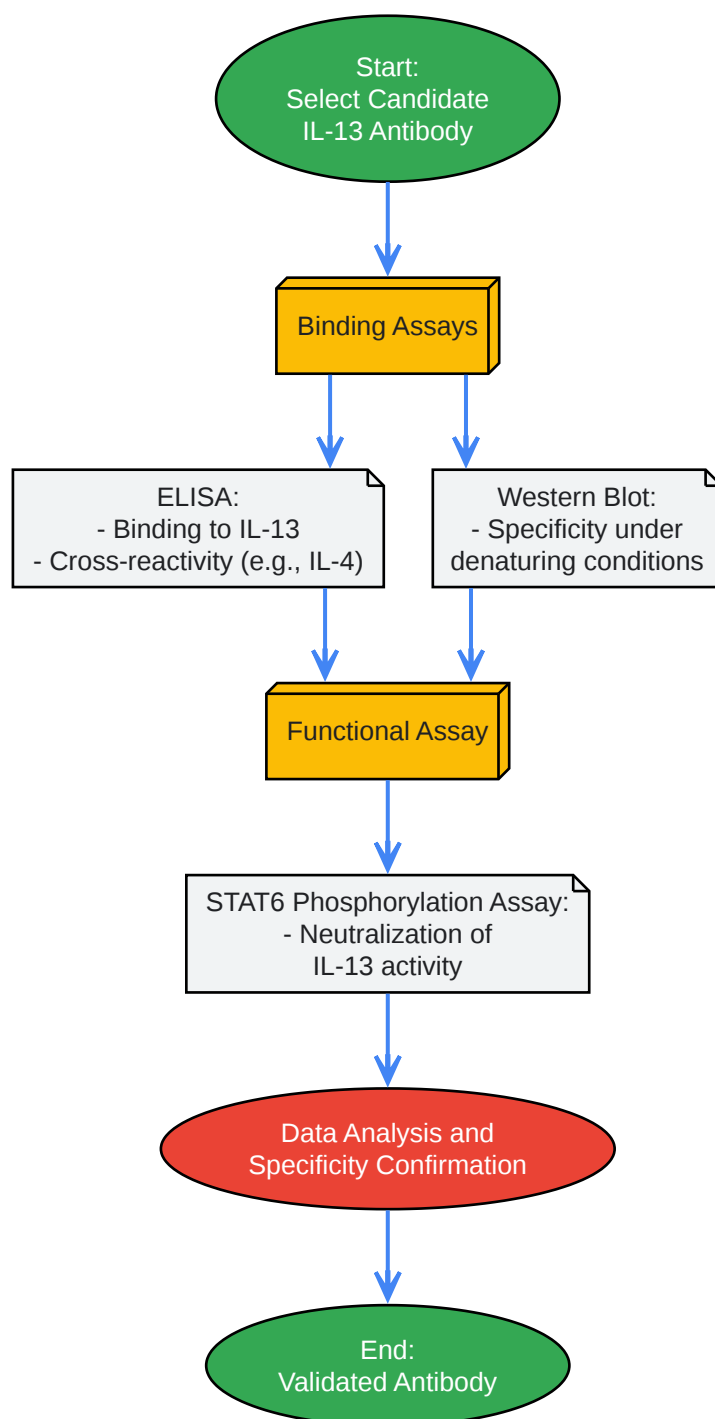 Start:
Select Candidate
IL-13 Antibody
Binding Assays
ELISA:
- Binding to IL-13
- Cross-reactivity (e.g., IL-4)
Western Blot:
- Specificity under
denaturing conditions
Functional Assay
STAT6 Phosphorylation Assay:
- Neutralization of
IL-13 activity
Data Analysis and
Specificity Confirmation
End:
Validated Antibody